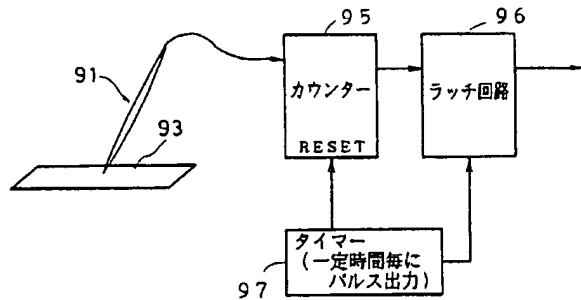 95
96
91
93
カウンター
RESET
ラッチ回路
タイマー
(一定時間毎に
パルス出力)
97